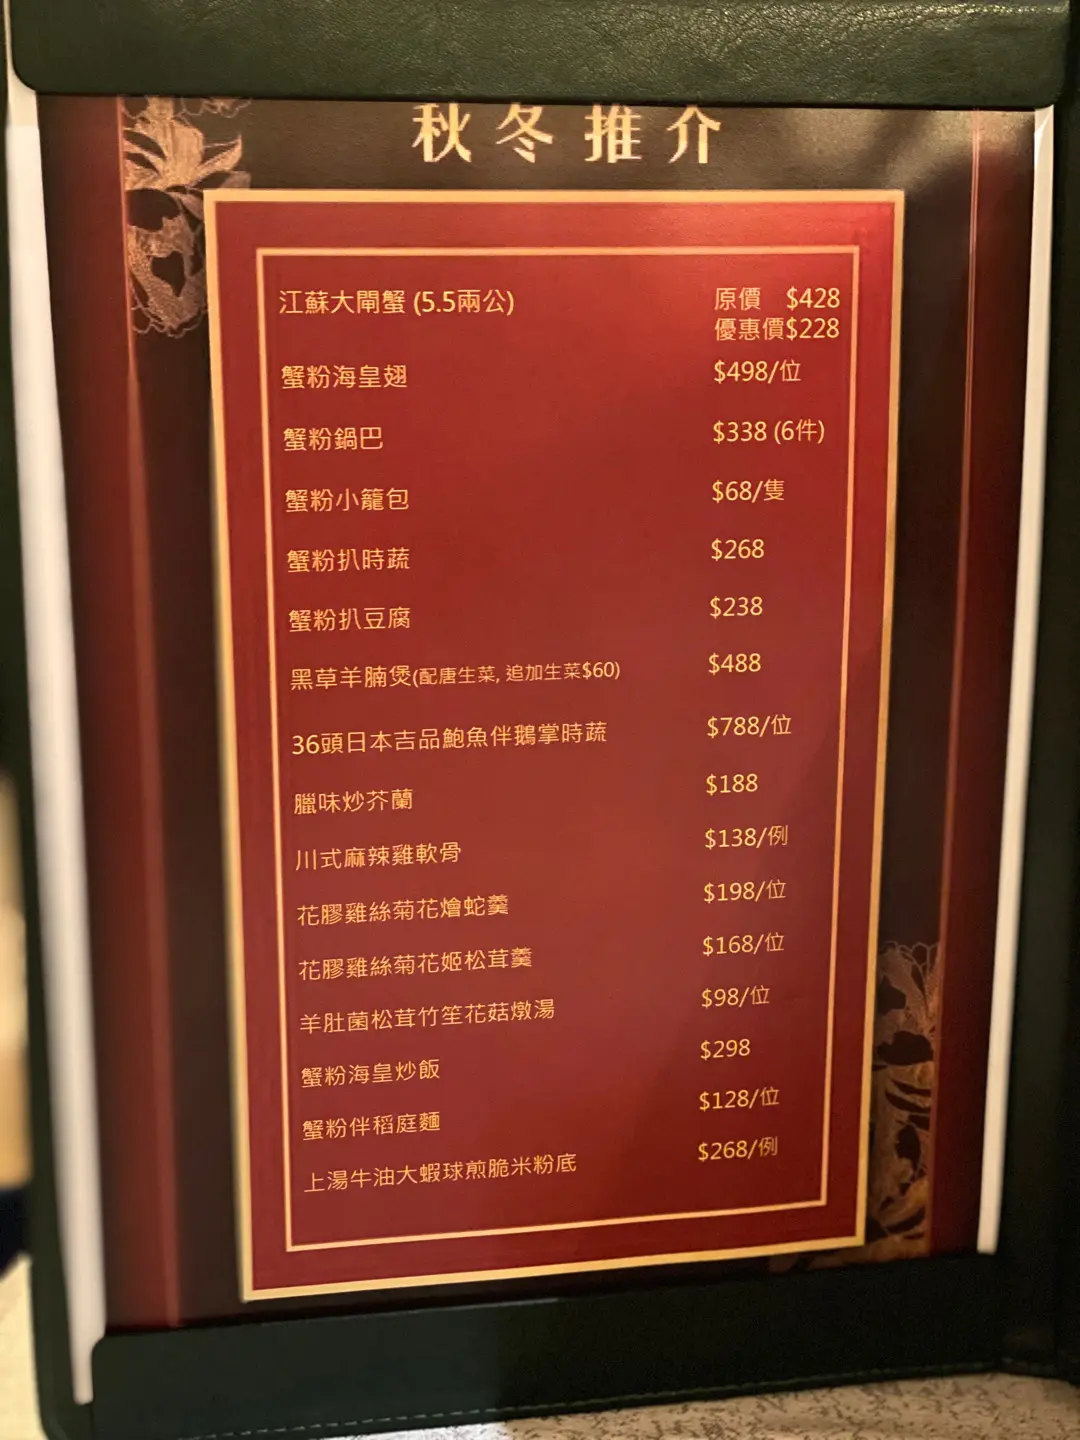 秋冬推介
江蘇大閘蟹 (5.5兩公) 原價 $428
優惠價$228
蟹粉海皇翅 $498/位
蟹粉鍋巴 $338 (6件)
蟹粉小籠包 $68/隻
蟹粉扒時蔬 $268
蟹粉扒豆腐 $238
黑草羊腩煲(配唐生菜, 追加生菜$60) $488
36頭日本吉品鮑魚伴鵝掌時蔬 $788/位
臘味炒芥蘭 $188
川式麻辣雞軟骨 $138/例
花膠雞絲菊花燴蛇羹 $198/位
花膠雞絲菊花姬松茸羹 $168/位
羊肚菌松茸竹笙花菇燉湯 $98/位
蟹粉海皇炒飯 $298
蟹粉伴稻庭麵 $128/位
上湯牛油大蝦球煎脆米粉底 $268/例